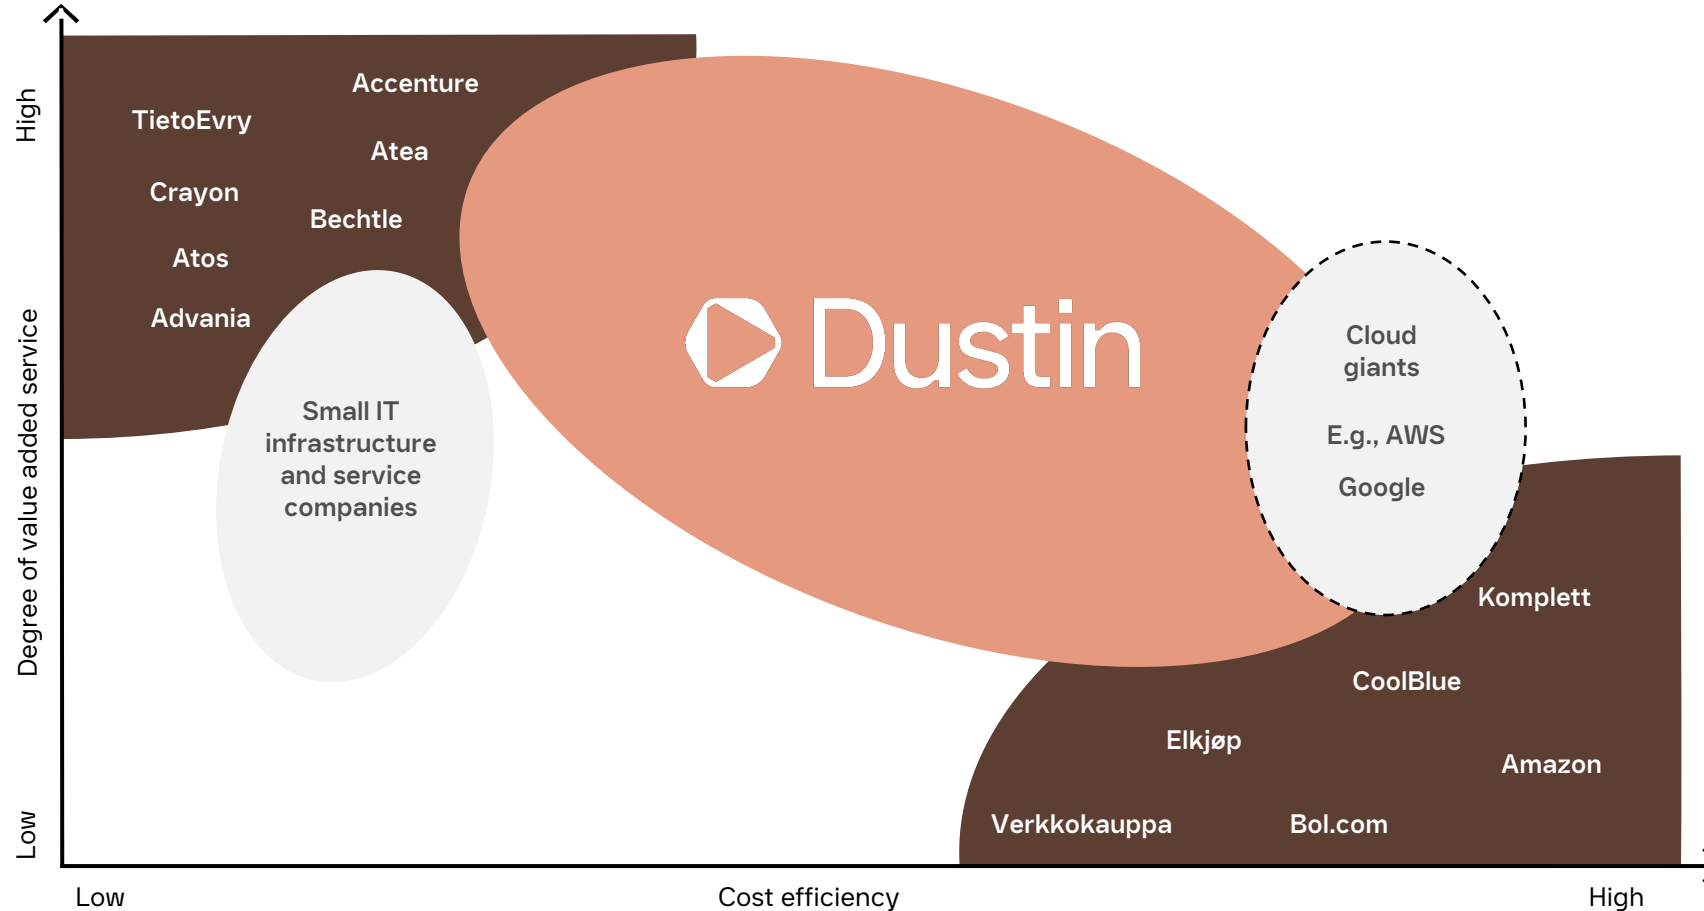 High
Degree of value added service
Low
Accenture
TietoEvry
Atea
Crayon
Bechtle
Atos
Advania
Small IT
infrastructure
and service
companies
Dustin
Cloud
giants
E.g., AWS
Google
Komplett
CoolBlue
Elkjøp
Amazon
Verkkokauppa
Bol.com
Low
Cost efficiency
High